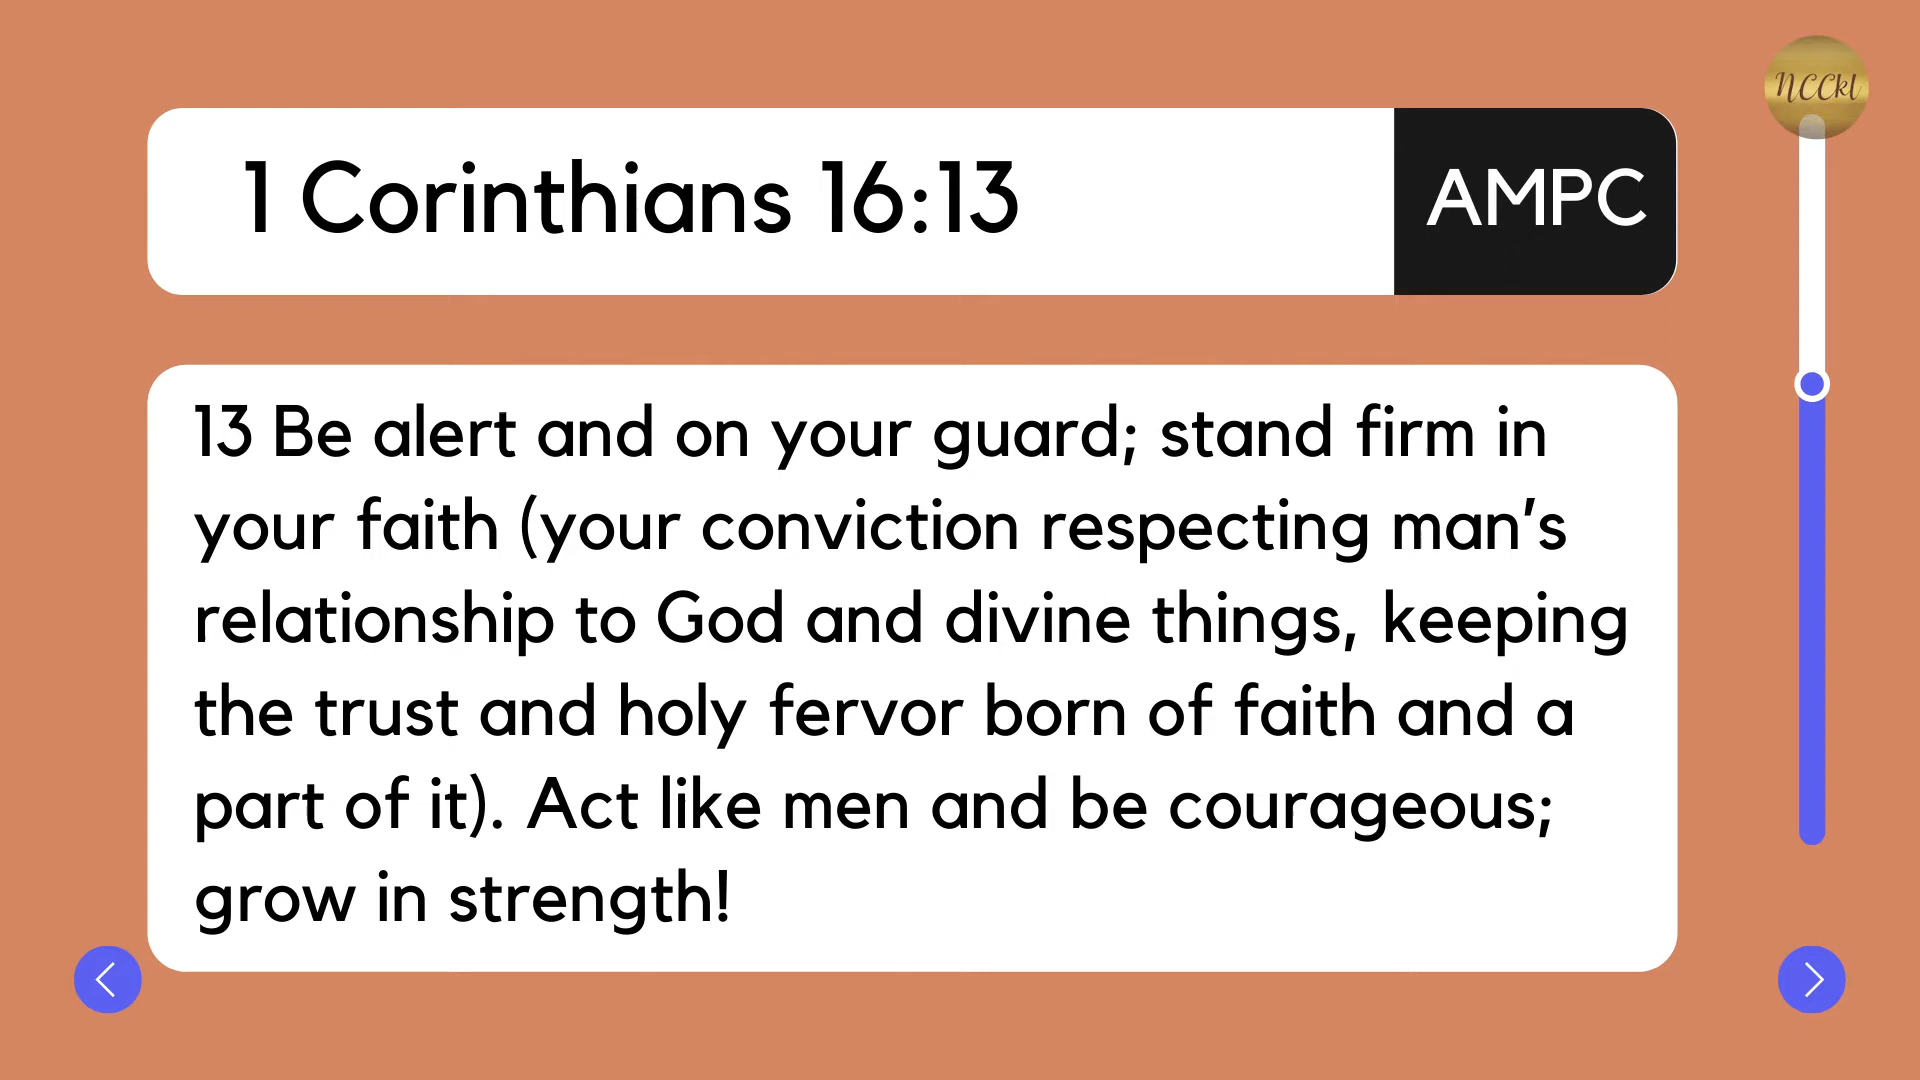 NCCkl
1 Corinthians 16:13
AMPC
13 Be alert and on your guard; stand firm in
your faith (your conviction respecting man’s
relationship to God and divine things, keeping
the trust and holy fervor born of faith and a
part of it). Act like men and be courageous;
grow in strength!